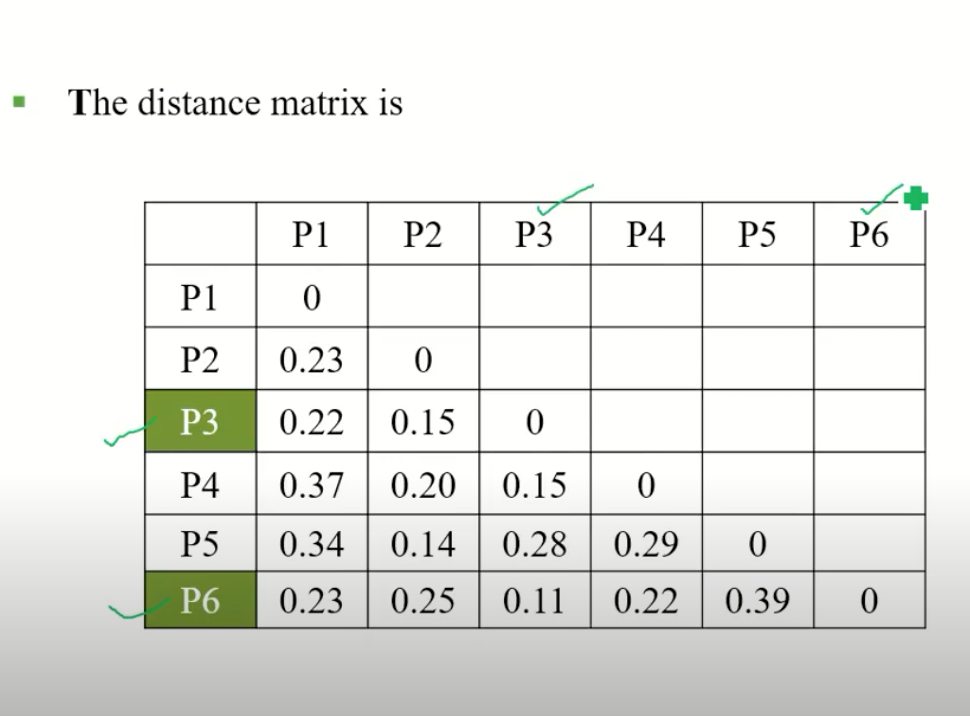 The distance matrix is
P1 P2 P3 P4 P5 P6
P1 0
P2 0.23 0
P3 0.22 0.15 0
P4 0.37 0.20 0.15 0
P5 0.34 0.14 0.28 0.29 0
P6 0.23 0.25 0.11 0.22 0.39 0